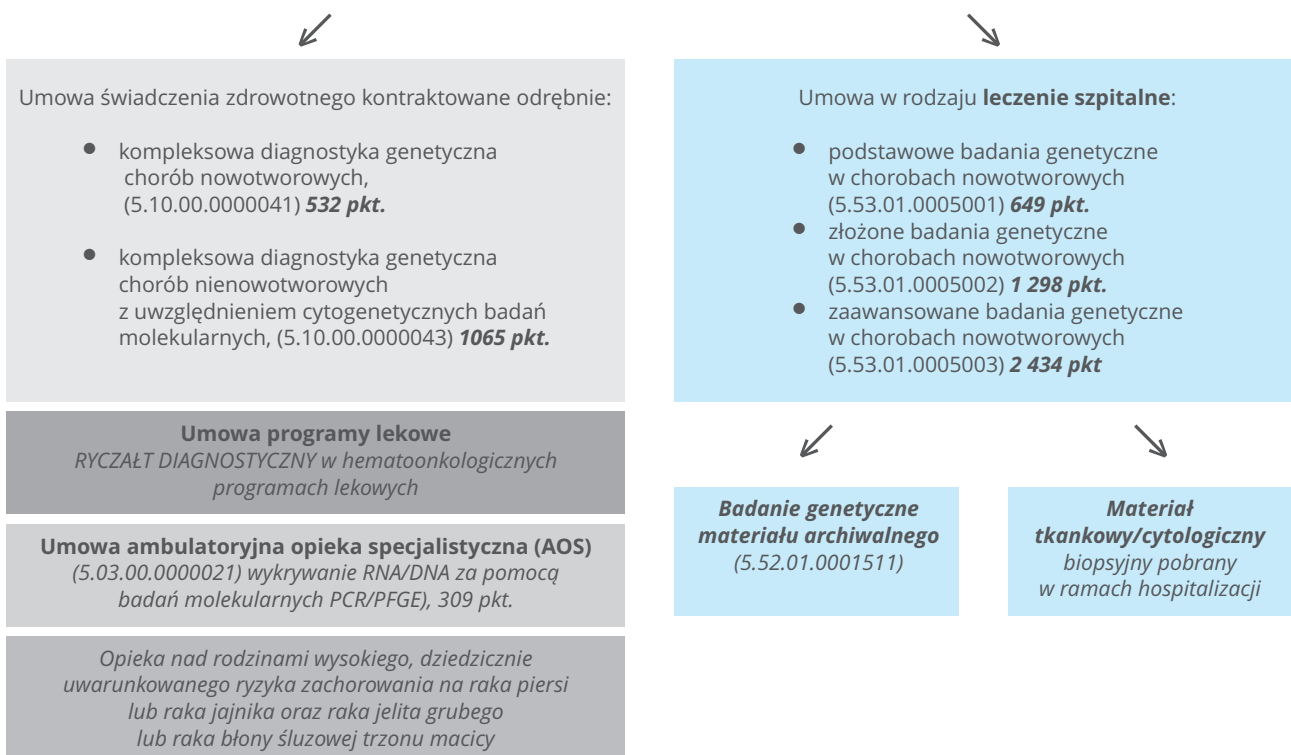 Umowa świadczenia zdrowotnego kontraktowane odrębnie:
• kompleksowa diagnostyka genetyczna
chorób nowotworowych,
(5.10.00.0000041) 532 pkt.
• kompleksowa diagnostyka genetyczna
chorób nienowotworowych
z uwzględnieniem cytogenetycznych badań
molekularnych, (5.10.00.0000043) 1065 pkt.
Umowa programy lekowe
RYCZAŁT DIAGNOSTYCZNY w hematoonkologicznych
programach lekowych
Umowa ambulatoryjna opieka specjalistyczna (AOS)
(5.03.00.0000021) wykrywanie RNA/DNA za pomocą
badań molekularnych PCR/PFGE), 309 pkt.
Opieka nad rodzinami wysokiego, dziedzicznie
uwarunkowanego ryzyka zachorowania na raka piersi
lub raka jajnika oraz raka jelita grubego
lub raka błony śluzowej trzonu macicy
Umowa w rodzaju leczenie szpitalne:
• podstawowe badania genetyczne
w chorobach nowotworowych
(5.53.01.0005001) 649 pkt.
• złożone badania genetyczne
w chorobach nowotworowych
(5.53.01.0005002) 1 298 pkt.
• zaawansowane badania genetyczne
w chorobach nowotworowych
(5.53.01.0005003) 2 434 pkt
Badanie genetyczne
materiału archiwalnego
(5.52.01.0001511)
Materiał
tkankowy/cytologiczny
biopsyjny pobrany
w ramach hospitalizacji